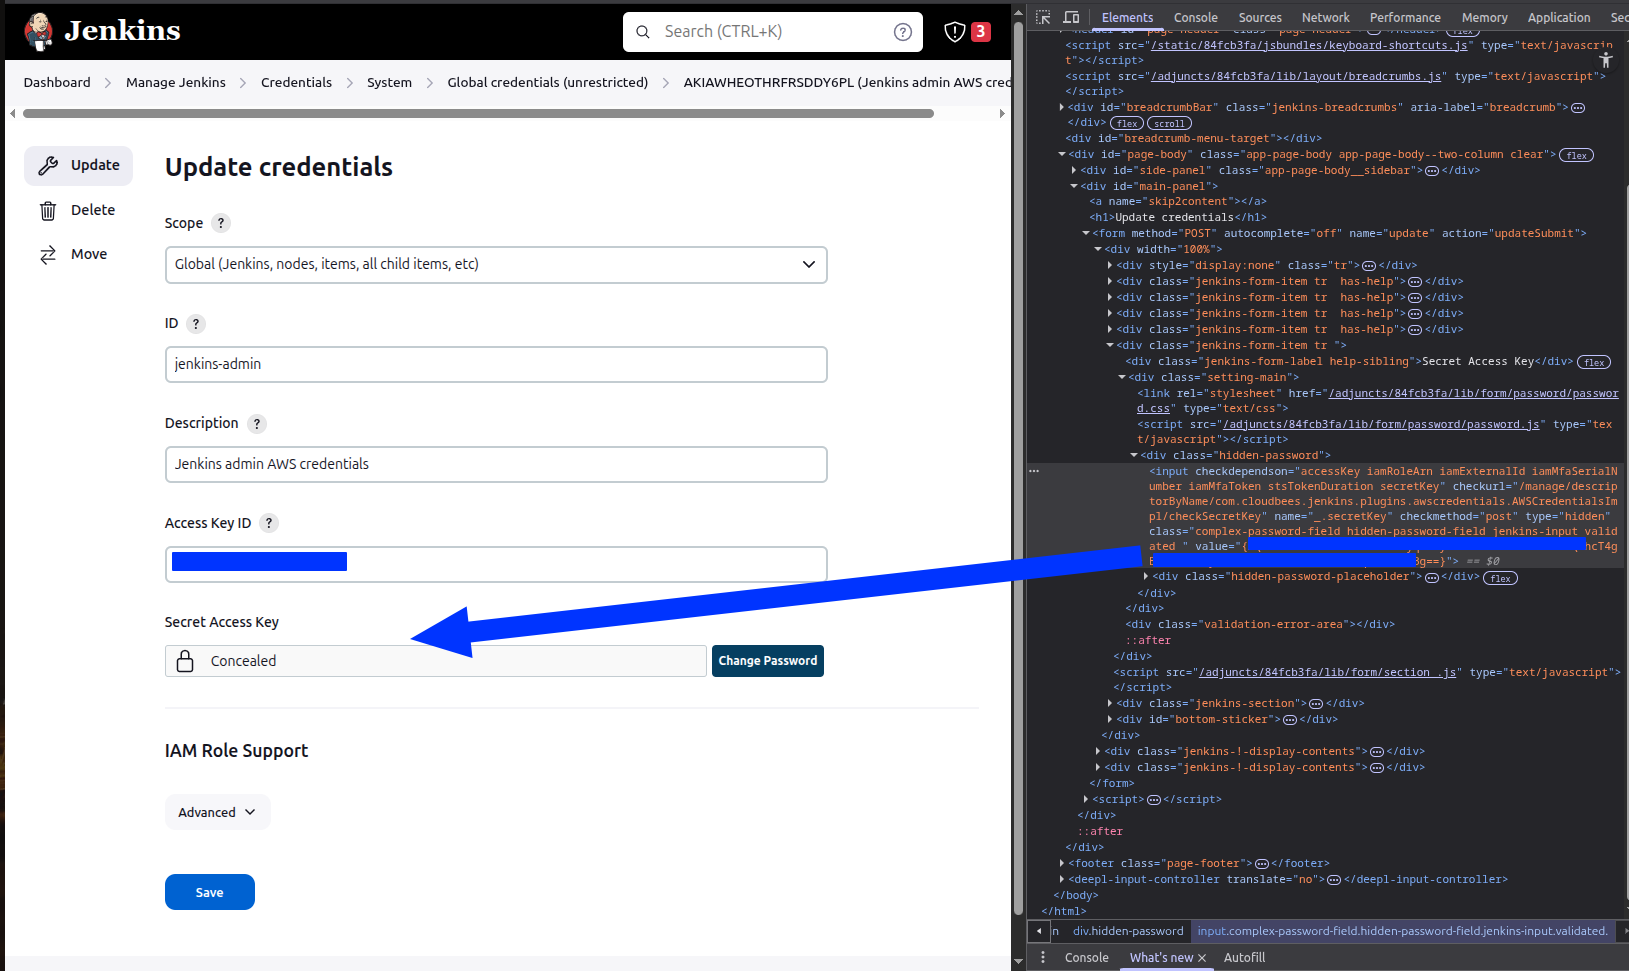 Jenkins
Search (CTRL+K)
?
3
Dashboard
Manage Jenkins
Credentials
System
Global credentials (unrestricted)
AKIAWHEOTHRFRSDDY6PL (Jenkins admin AWS cred
Update
Delete
Move
Update credentials
Scope ?
Global (Jenkins, nodes, items, all child items, etc)
ID ?
jenkins-admin
Description ?
Jenkins admin AWS credentials
Access Key ID ?
Secret Access Key
Concealed
Change Password
IAM Role Support
Advanced
Save
Elements Console Sources Network Performance Memory Application Sec
<script src="/static/84fcb3fa/jsbundles/keyboard-shortcuts.js" type="text/javascrip
t"></script>
<script src="/adjuncts/84fcb3fa/lib/layout/breadcrumbs.js" type="text/javascript">
</script>
<div id="breadcrumbBar" class="jenkins-breadcrumbs" aria-label="breadcrumb">
</div> flex scroll
<div id="breadcrumb-menu-target"></div>
<div id="page-body" class="app-page-body app-page-body--two-column clear"> flex
<div id="side-panel" class="app-page-body__sidebar"> </div>
<div id="main-panel">
<a name="skip2content"></a>
<h1>Update credentials</h1>
<form method="POST" autocomplete="off" name="update" action="updateSubmit">
<div width="100%">
<div style="display:none" class="tr"> </div>
<div class="jenkins-form-item tr  has-help"> </div>
<div class="jenkins-form-item tr  has-help"> </div>
<div class="jenkins-form-item tr  has-help"> </div>
<div class="jenkins-form-item tr  has-help"> </div>
<div class="jenkins-form-item tr ">
<div class="jenkins-form-label help-sibling">Secret Access Key</div> flex
<div class="setting-main">
<link rel="stylesheet" href="/adjuncts/84fcb3fa/lib/form/password/passwor
d.css" type="text/css">
<script src="/adjuncts/84fcb3fa/lib/form/password/password.js" type="tex
t/javascript"></script>
<div class="hidden-password">
<input checkdependson="accessKey iamRoleArn iamExternalId iamMfaSerialN
umber iamMfaToken stsTokenDuration secretKey" checkurl="/manage/descrip
torByName/com.cloudbees.jenkins.plugins.awscredentials.AWSCredentialsIm
pl/checkSecretKey" name="_.secretKey" checkmethod="post" type="hidden"
class="complex-password-field hidden-password-field jenkins-input valid
ated " value="{ hcT4g
g==}"> == $0
<div class="hidden-password-placeholder"> </div> flex
</div>
</div>
<div class="validation-error-area"></div>
::after
</div>
<script src="/adjuncts/84fcb3fa/lib/form/section_.js" type="text/javascript">
</script>
<div class="jenkins-section"> </div>
<div id="bottom-sticker"> </div>
</div>
<div class="jenkins-!-display-contents"> </div>
<div class="jenkins-!-display-contents"> </div>
</form>
<script> </script>
</div>
::after
</div>
<footer class="page-footer"> </footer>
<deepl-input-controller translate="no"> </deepl-input-controller>
</body>
</html>
n div.hidden-password input.complex-password-field.hidden-password-field.jenkins-input.validated.
Console What's new Autofill